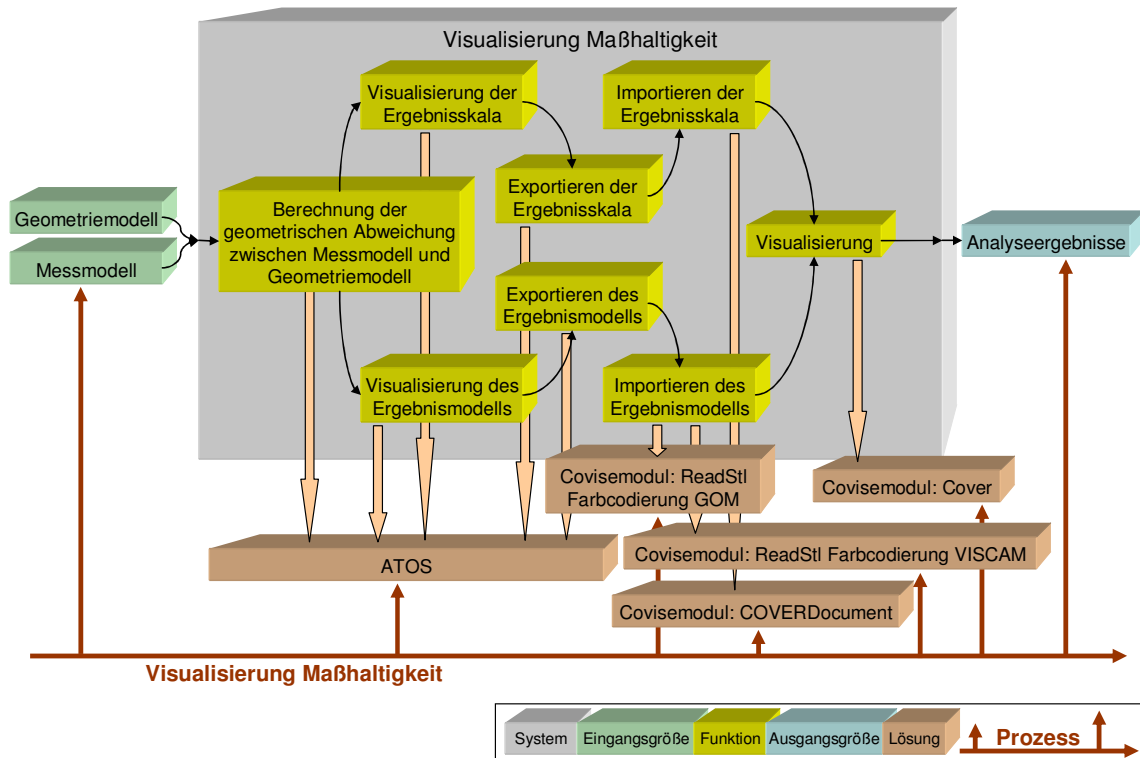 Visualisierung Maßhaltigkeit
Visualisierung der
Ergebnisskala
Importieren der
Ergebnisskala
Exportieren der
Ergebnisskala
Geometriemodell
Messmodell
Berechnung der
geometrischen Abweichung
zwischen Messmodell und
Geometriemodell
Visualisierung
Analyseergebnisse
Exportieren des
Ergebnismodells
Visualisierung des
Ergebnismodells
Importieren des
Ergebnismodells
Covisemodul: ReadStl
Farbcodierung GOM
Covisemodul: Cover
ATOS
Covisemodul: ReadStl Farbcodierung VISCAM
Covisemodul: COVERDocument
Visualisierung Maßhaltigkeit
System
Eingangsgröße
Funktion
Ausgangsgröße
Lösung
Prozess